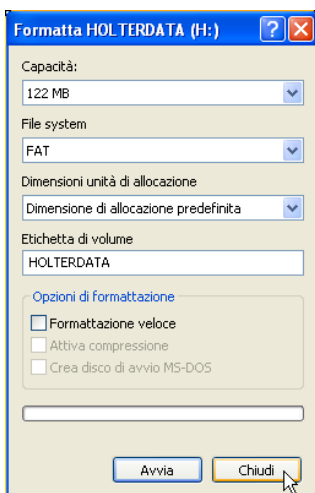 Formatta HOLTERDATA (H:)
Capacità:
122 MB
File system
FAT
Dimensioni unità di allocazione
Dimensione di allocazione predefinita
Etichetta di volume
HOLTERDATA
Opzioni di formattazione
Formattazione veloce
Attiva compressione
Crea disco di avvio MS-DOS
Avvia Chiudi